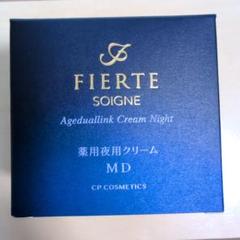 FIERTE
SOIGNE
Ageduallink Cream Night
薬用夜用クリーム
MD
CP COSMETICS